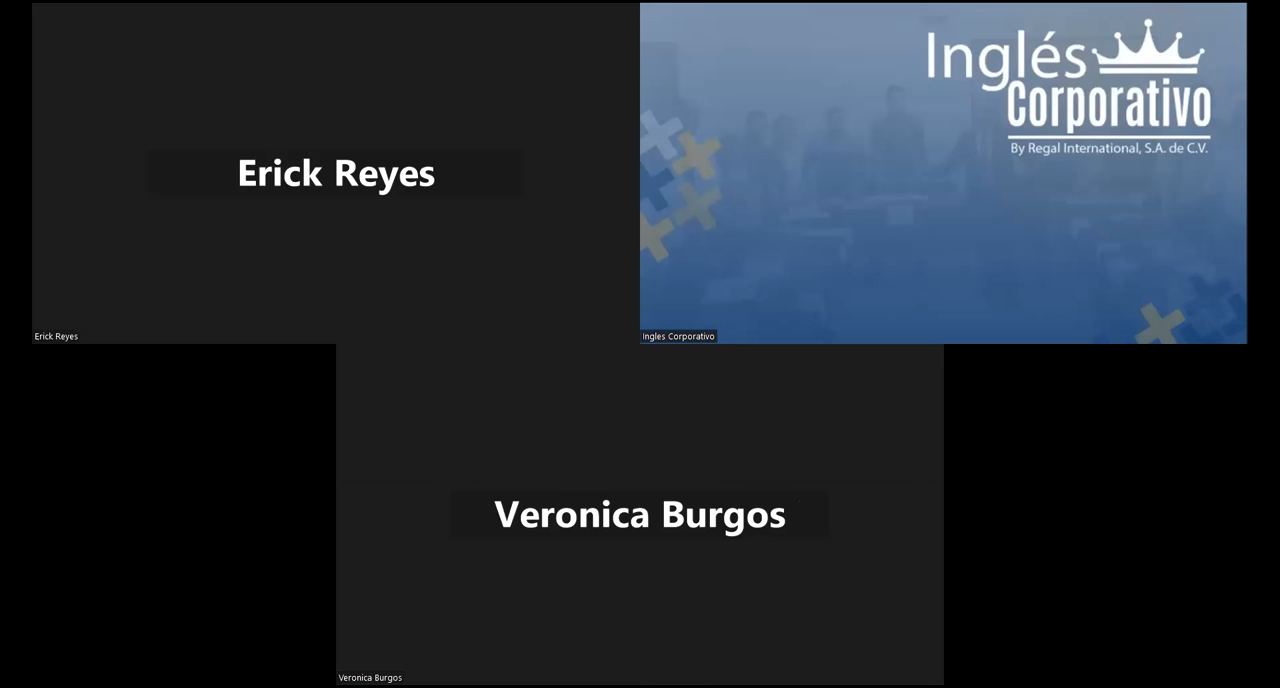 Erick Reyes
Erick Reyes
Inglés
Corporativo
By Regal International, S.A. de C.V.
Ingles Corporativo
Veronica Burgos
Veronica Burgos